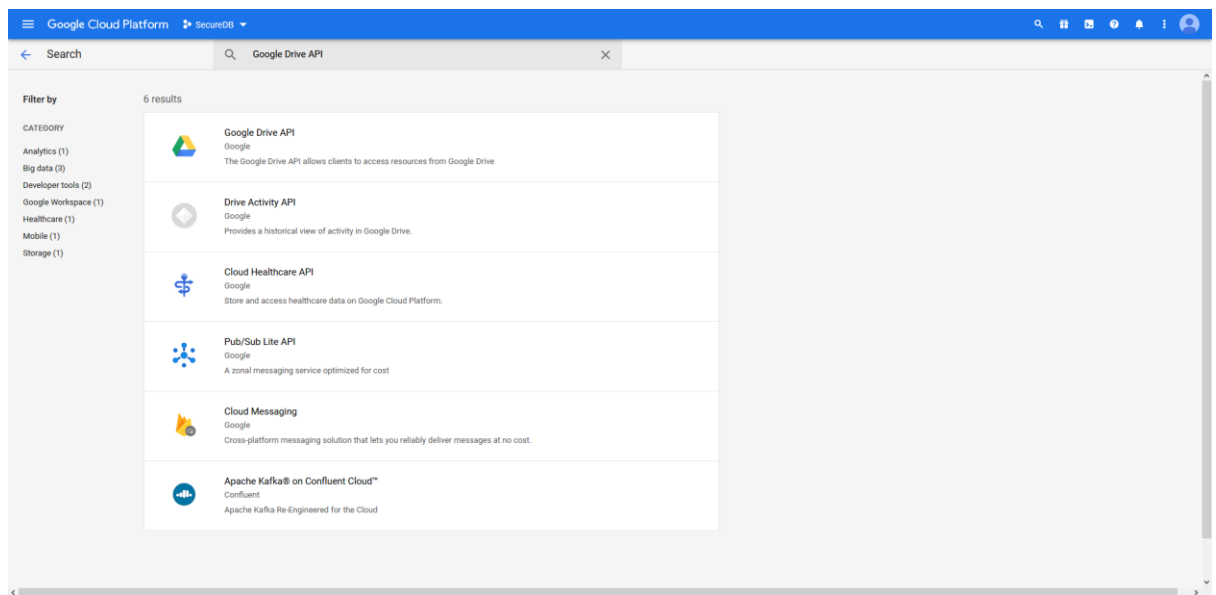 Google Cloud Platform SecureDB
Search
Google Drive API
Filter by
6 results
CATEGORY
Analytics (1)
Big data (3)
Developer tools (2)
Google Workspace (1)
Healthcare (1)
Mobile (1)
Storage (1)
Google Drive API
Google
The Google Drive API allows clients to access resources from Google Drive
Drive Activity API
Google
Provides a historical view of activity in Google Drive.
Cloud Healthcare API
Google
Store and access healthcare data on Google Cloud Platform.
Pub/Sub Lite API
Google
A zonal messaging service optimized for cost
Cloud Messaging
Google
Cross-platform messaging solution that lets you reliably deliver messages at no cost.
Apache Kafka® on Confluent Cloud™
Confluent
Apache Kafka Re-Engineered for the Cloud